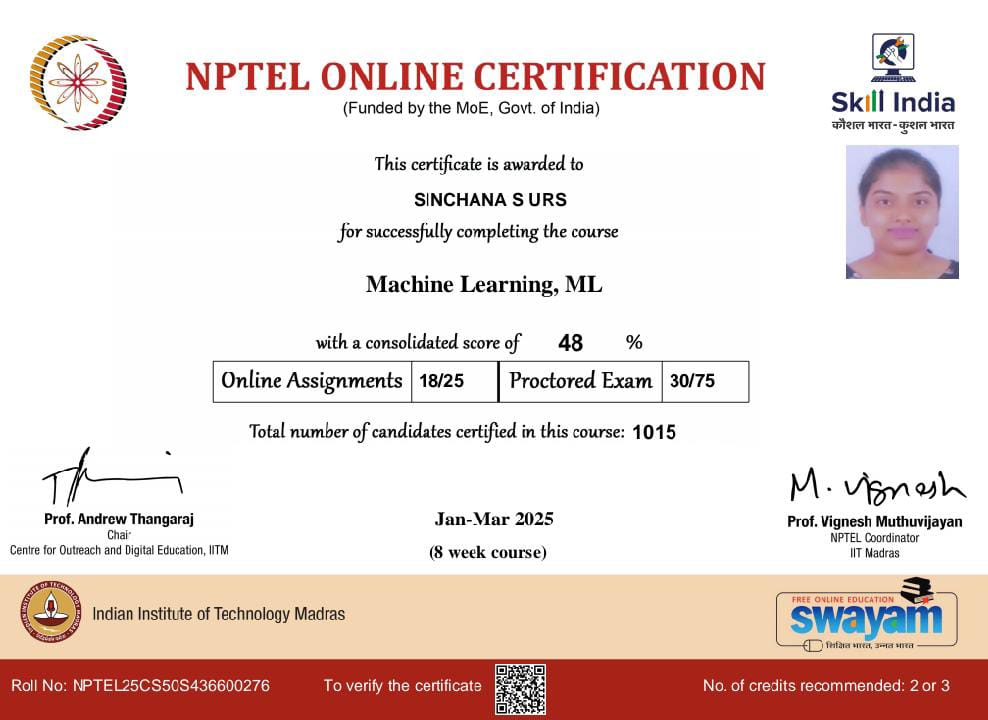 NPTEL ONLINE CERTIFICATION
(Funded by the MoE, Govt. of India)
Skill India
कौशल भारत - कुशल भारत
This certificate is awarded to
SINCHANA S URS
for successfully completing the course
Machine Learning, ML
with a consolidated score of 48 %
Online Assignments 18/25 Proctored Exam 30/75
Total number of candidates certified in this course: 1015
Prof. Andrew Thangaraj
Chair
Centre for Outreach and Digital Education, IITM
Jan-Mar 2025
(8 week course)
M. Vignesh
Prof. Vignesh Muthuvijayan
NPTEL Coordinator
IIT Madras
INDIAN INSTITUTE OF TECHNOLOGY MADRAS
Indian Institute of Technology Madras
FREE ONLINE EDUCATION
swayam
शिक्षित भारत, उन्नत भारत
Roll No: NPTEL25CS50S436600276
To verify the certificate
No. of credits recommended: 2 or 3